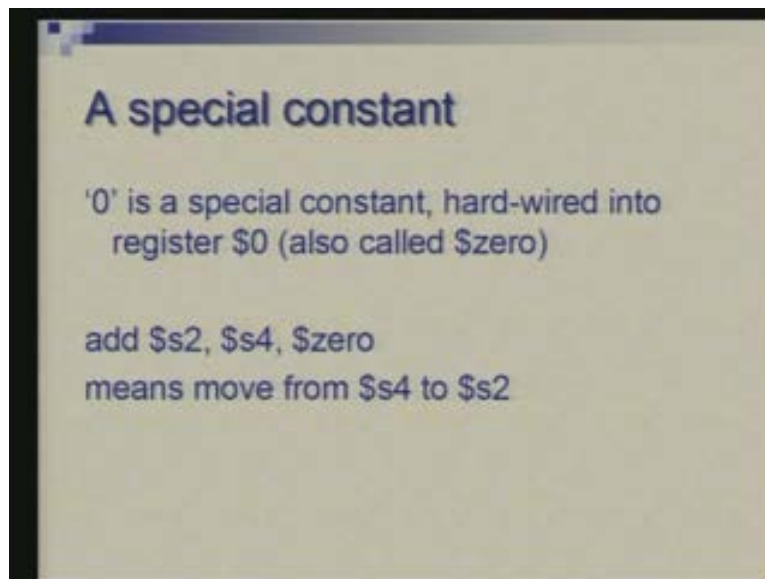 A special constant
‘0’ is a special constant, hard-wired into
register $0 (also called $zero)
add $s2, $s4, $zero
means move from $s4 to $s2